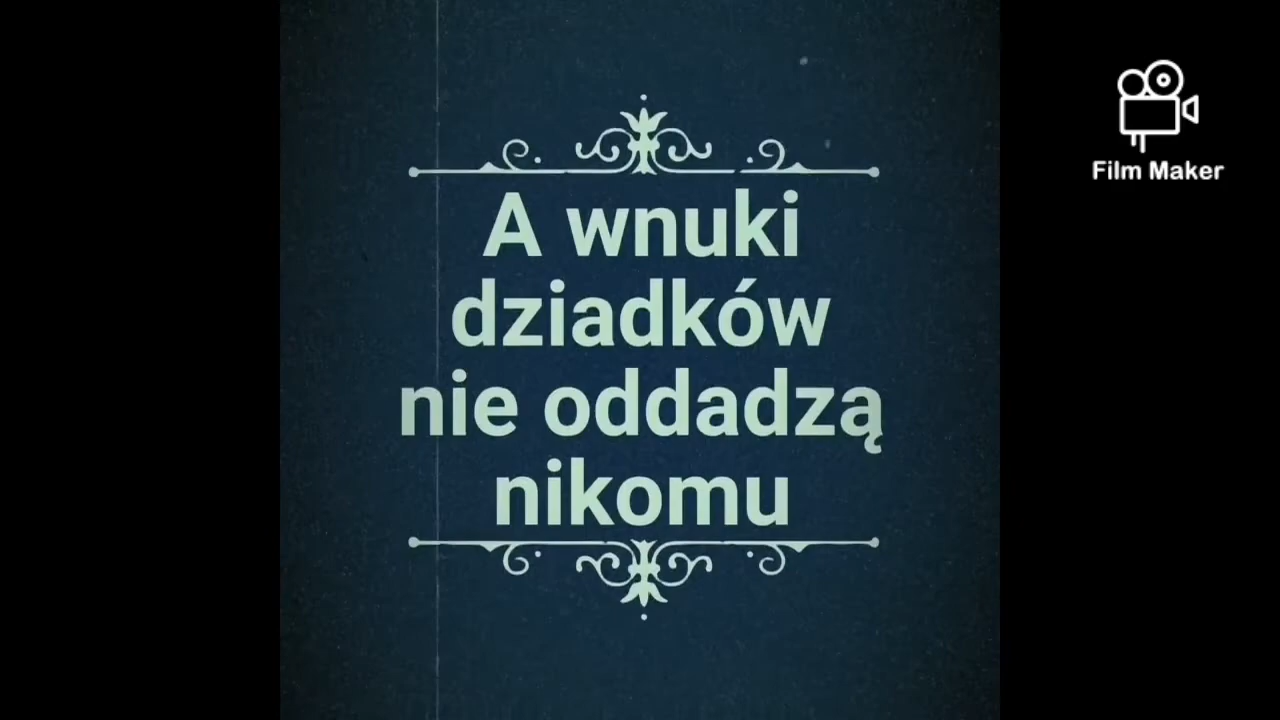 A wnuki
dziadków
nie oddadzą
nikomu
Film Maker